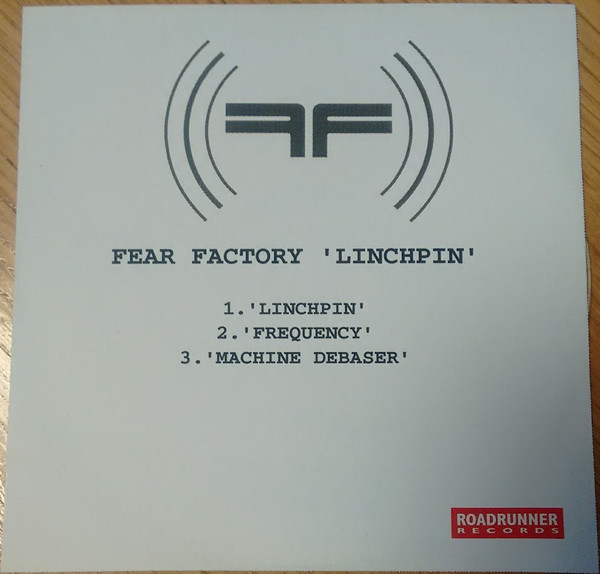 FF
FEAR FACTORY 'LINCHPIN'
1.'LINCHPIN'
2.'FREQUENCY'
3.'MACHINE DEBASER'
ROADRUNNER
RECORDS